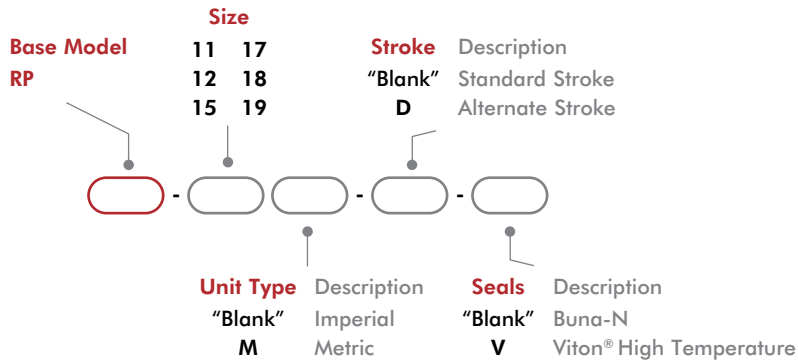 Size
Base Model 11 17 Stroke Description
RP 12 18 "Blank" Standard Stroke
15 19 D Alternate Stroke
- - -
Unit Type Description Seals Description
"Blank" Imperial "Blank" Buna-N
M Metric V Viton® High Temperature